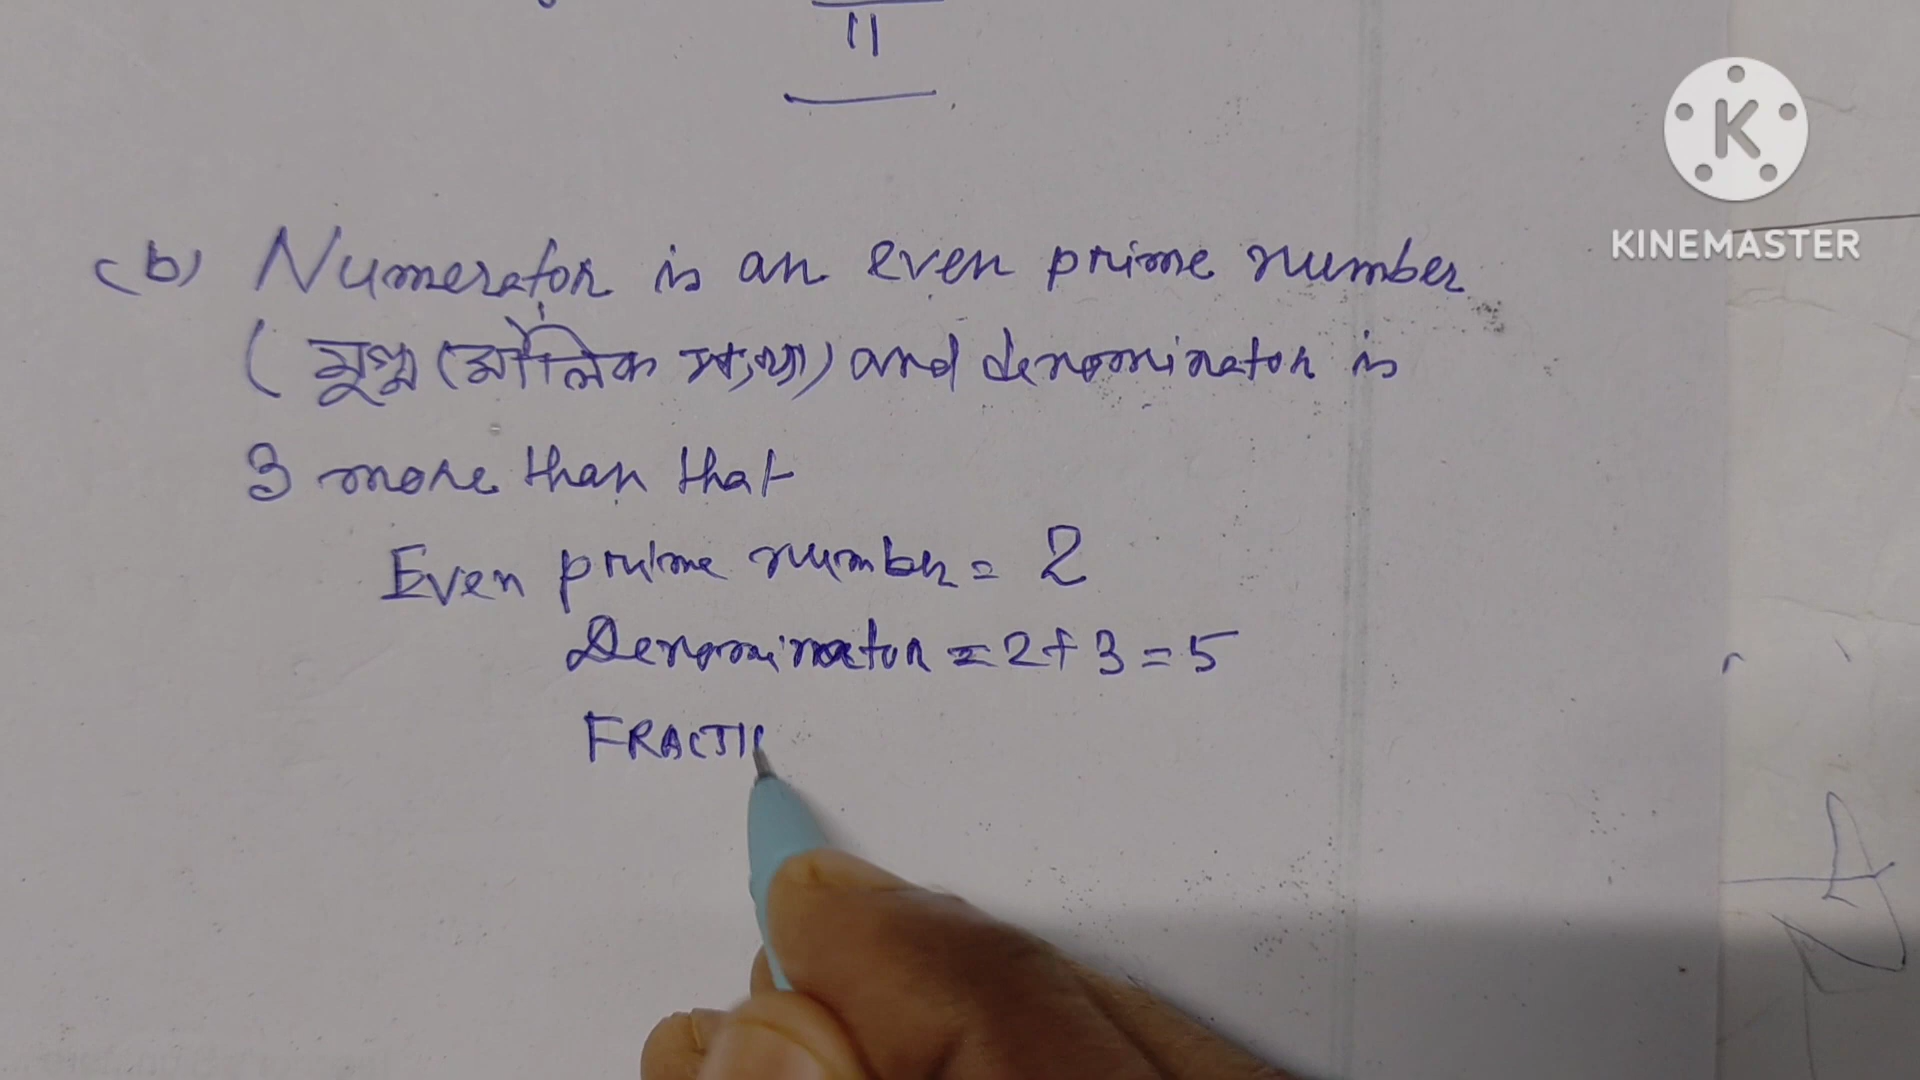 11
(b) Numerator is an even prime number
(যুগ্ম মৌলিক সংখ্যা) and denominator is
3 more than that
Even prime number = 2
Denominator = 2+3 = 5
FRACTI
KINEMASTER